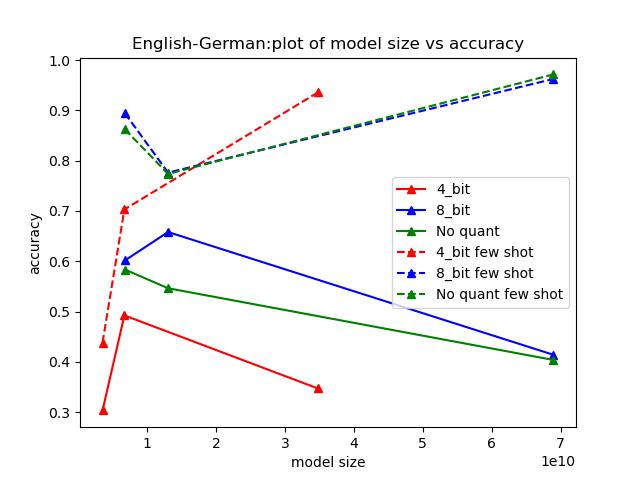 English-German:plot of model size vs accuracy
1.0
0.9
0.8
0.7
0.6
0.5
0.4
0.3
accuracy
4_bit
8_bit
No quant
4_bit few shot
8_bit few shot
No quant few shot
1 2 3 4 5 6 7
1e10
model size